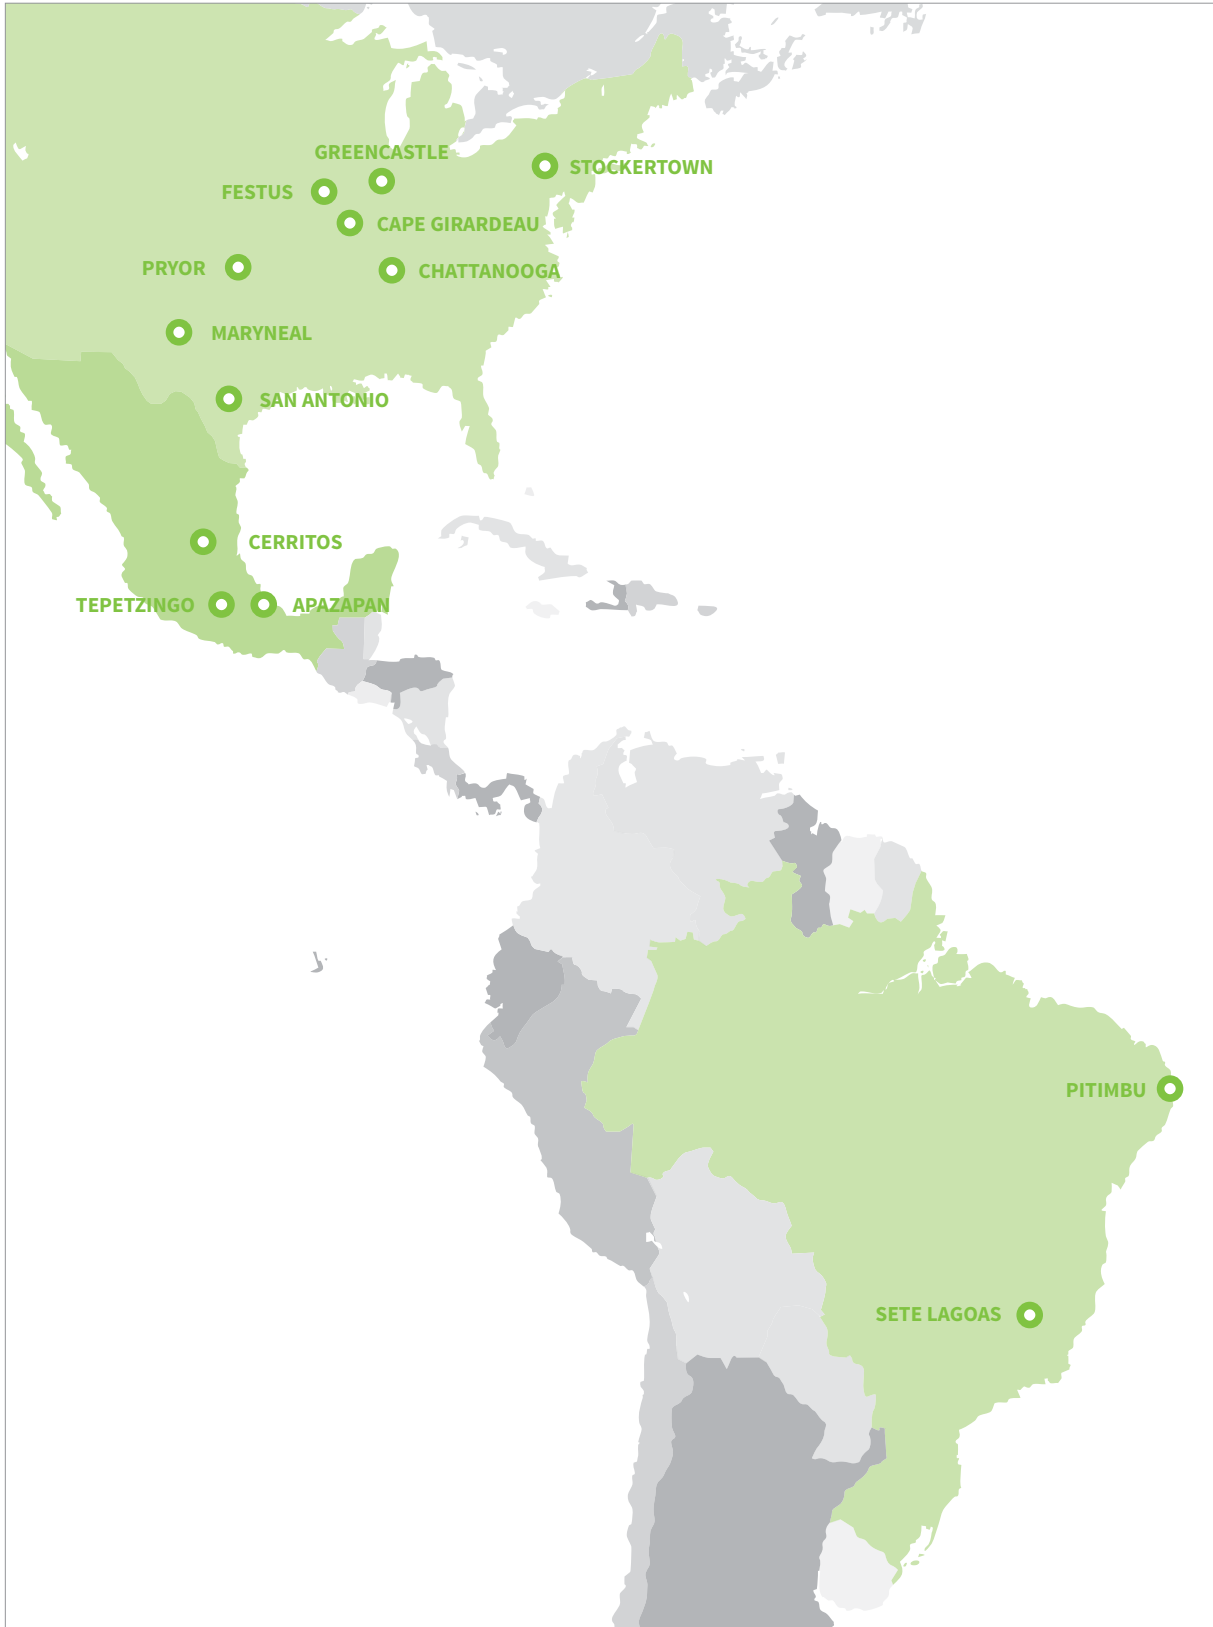 GREENCASTLE
STOCKERTOWN
FESTUS
CAPE GIRARDEAU
PRYOR
CHATTANOOGA
MARYNEAL
SAN ANTONIO
CERRITOS
TEPETZINGO
APAZAPAN
PITIMBU
SETE LAGOAS